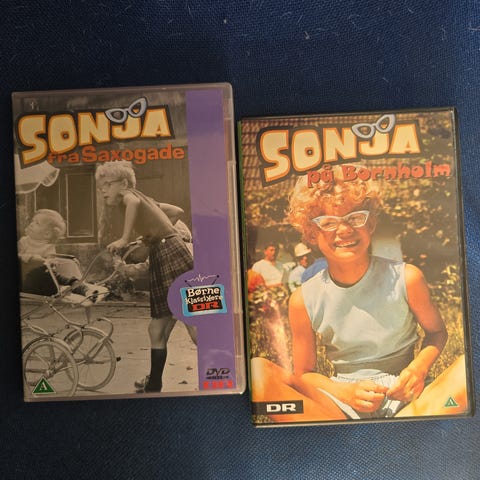 SONJA
fra Saxogade
Børne
Klassikere
DR
A
DVD
SONJA
på Bornholm
DR
A